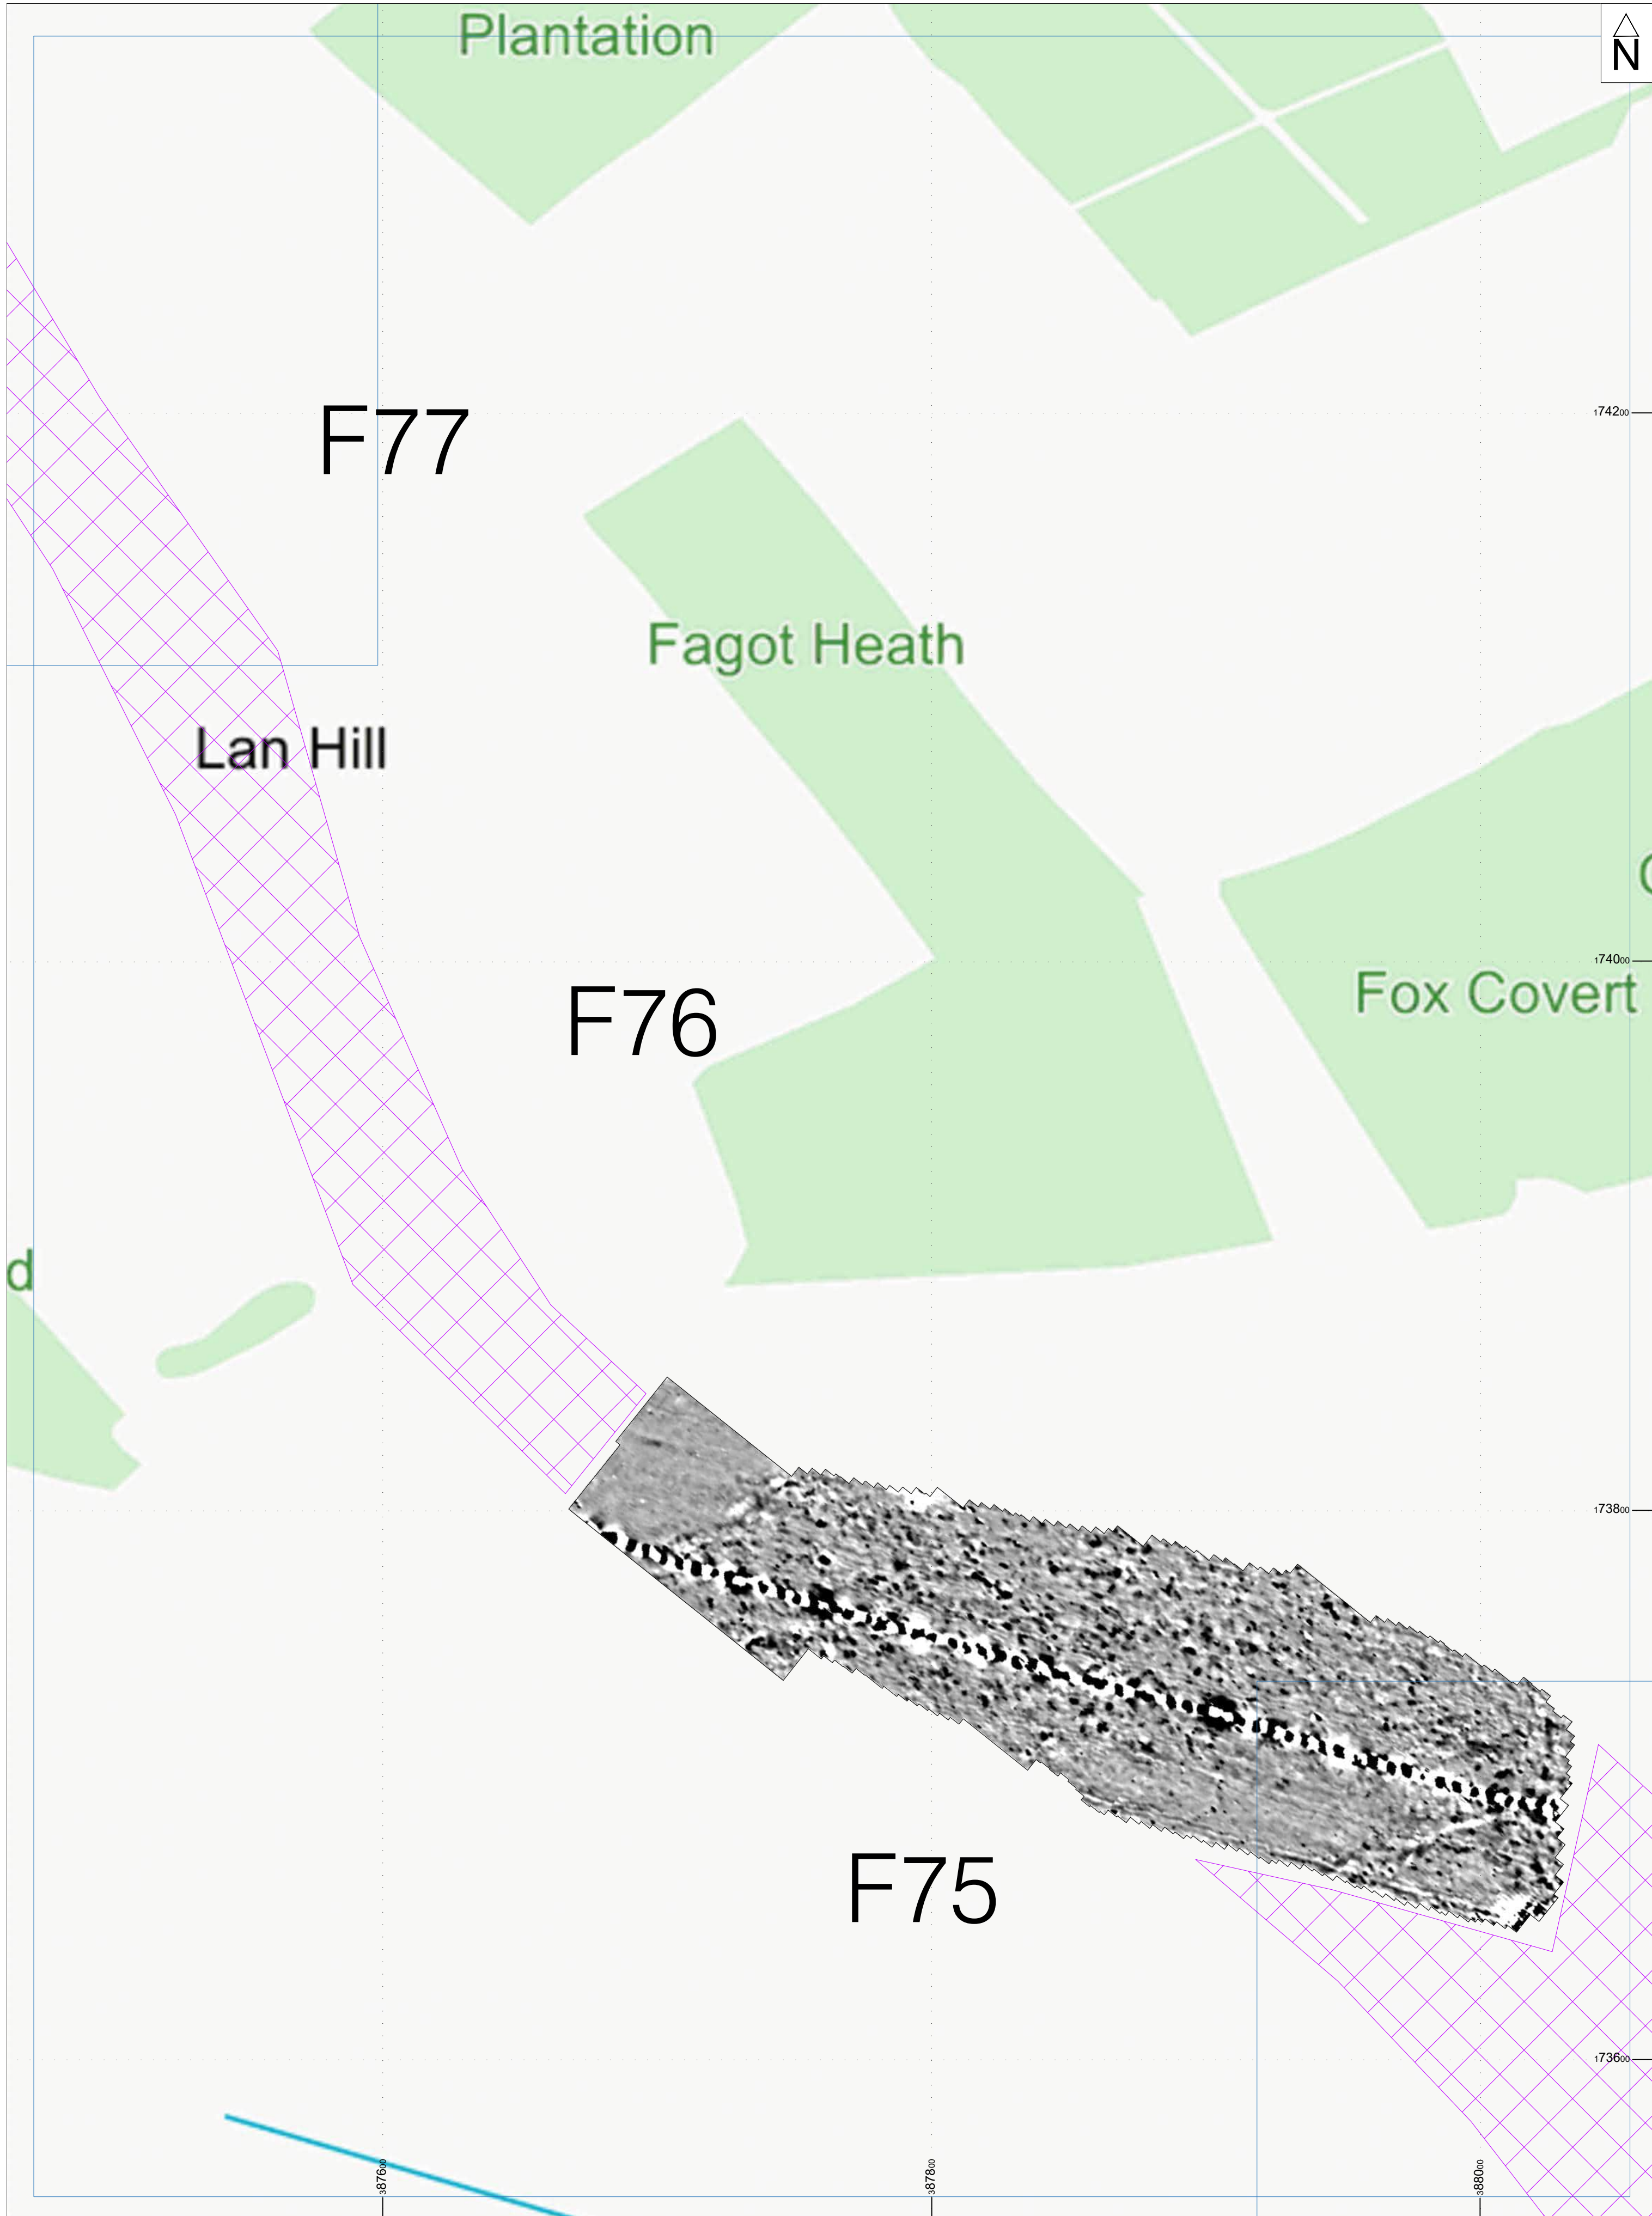 Plantation
N
F77
174200
Fagot Heath
Lan Hill
174000
Fox Covert
F76
d
173800
F75
173600
387600
387800
388000